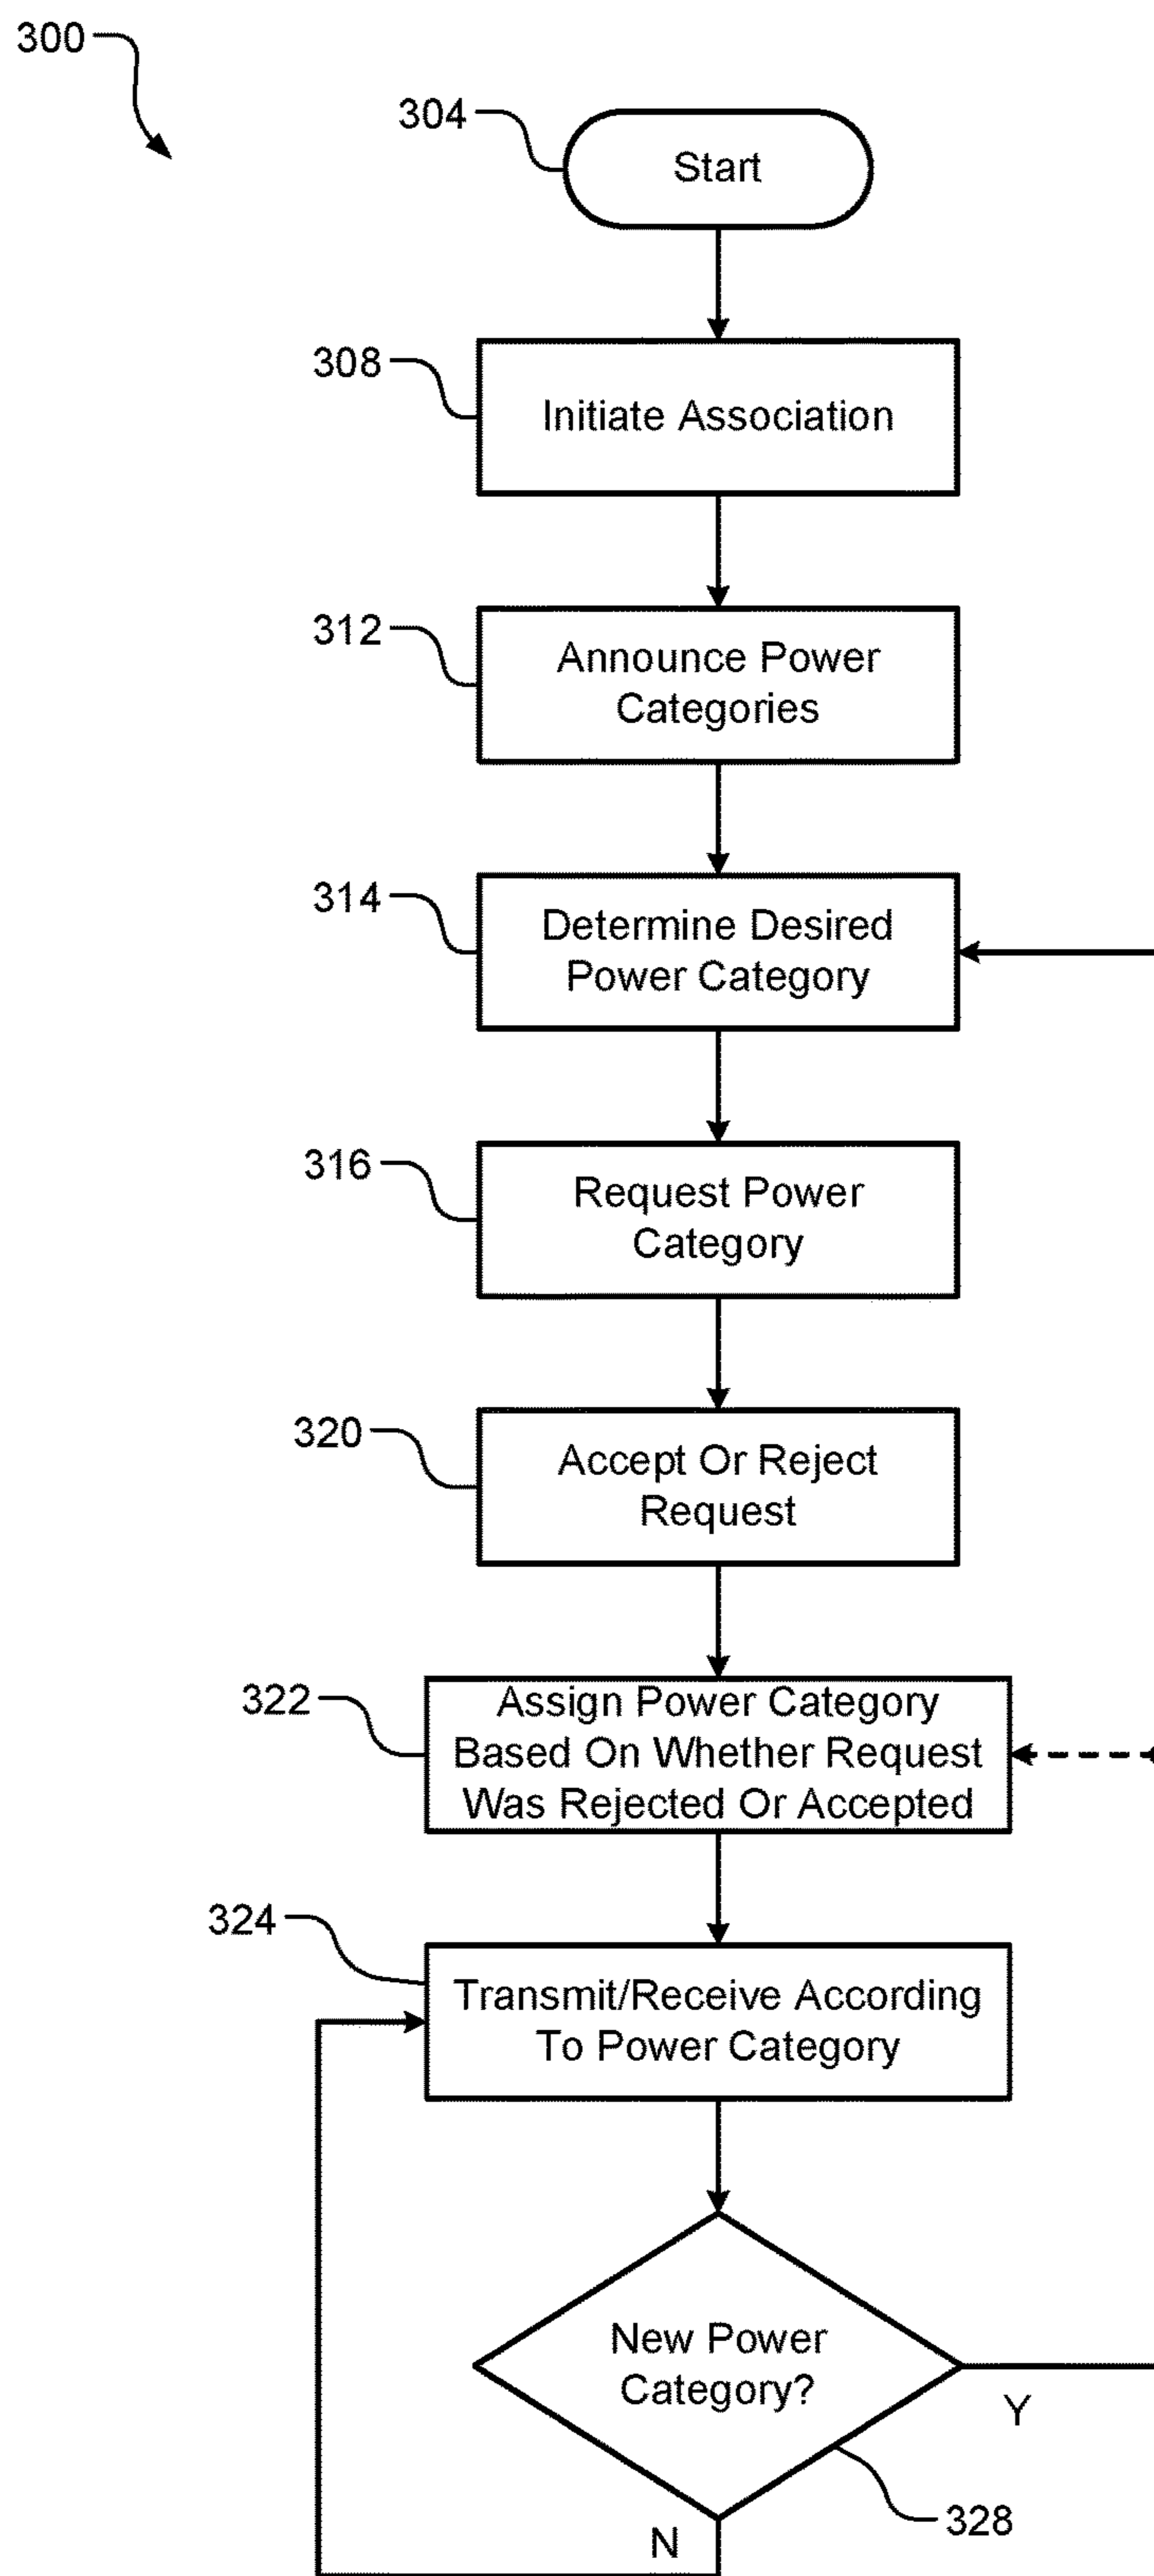 300
304
Start
308
Initiate Association
312
Announce Power
Categories
314
Determine Desired
Power Category
316
Request Power
Category
320
Accept Or Reject
Request
322
Assign Power Category
Based On Whether Request
Was Rejected Or Accepted
324
Transmit/Receive According
To Power Category
New Power
Category?
Y
328
N